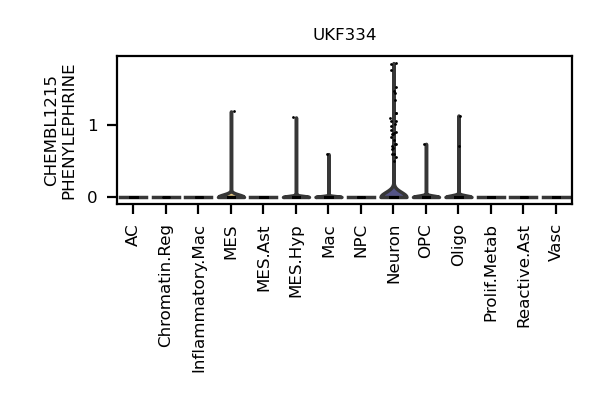 UKF334
CHEMBL1215
PHENYLEPHRINE
1
0
AC
Chromatin.Reg
Inflammatory.Mac
MES
MES.Ast
MES.Hyp
Mac
NPC
Neuron
OPC
Oligo
Prolif.Metab
Reactive.Ast
Vasc